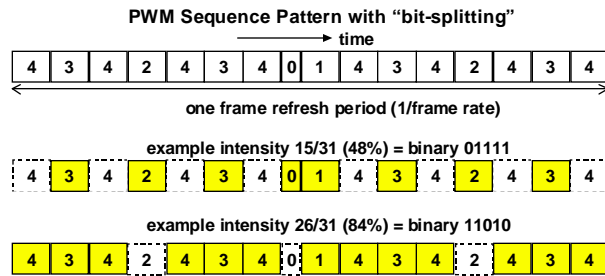 PWM Sequence Pattern with “bit-splitting”
time
4 3 4 2 4 3 4 0 1 4 3 4 2 4 3 4
one frame refresh period (1/frame rate)
example intensity 15/31 (48%) = binary 01111
4 3 4 2 4 3 4 0 1 4 3 4 2 4 3 4
example intensity 26/31 (84%) = binary 11010
4 3 4 2 4 3 4 0 1 4 3 4 2 4 3 4